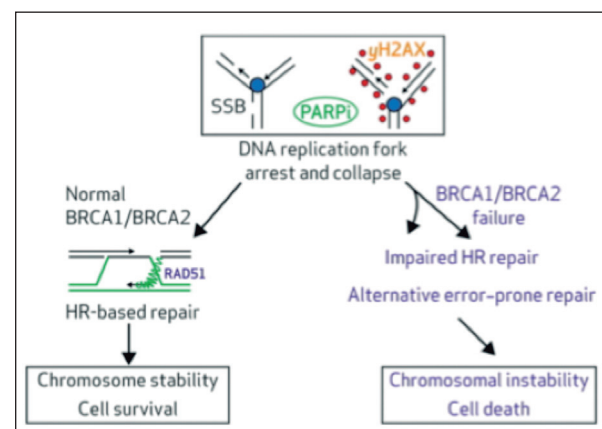 γH2AX
SSB
PARPi
DNA replication fork
arrest and collapse
Normal
BRCA1/BRCA2
BRCA1/BRCA2
failure
RAD51
Impaired HR repair
HR-based repair
Alternative error-prone repair
Chromosome stability
Cell survival
Chromosomal instability
Cell death